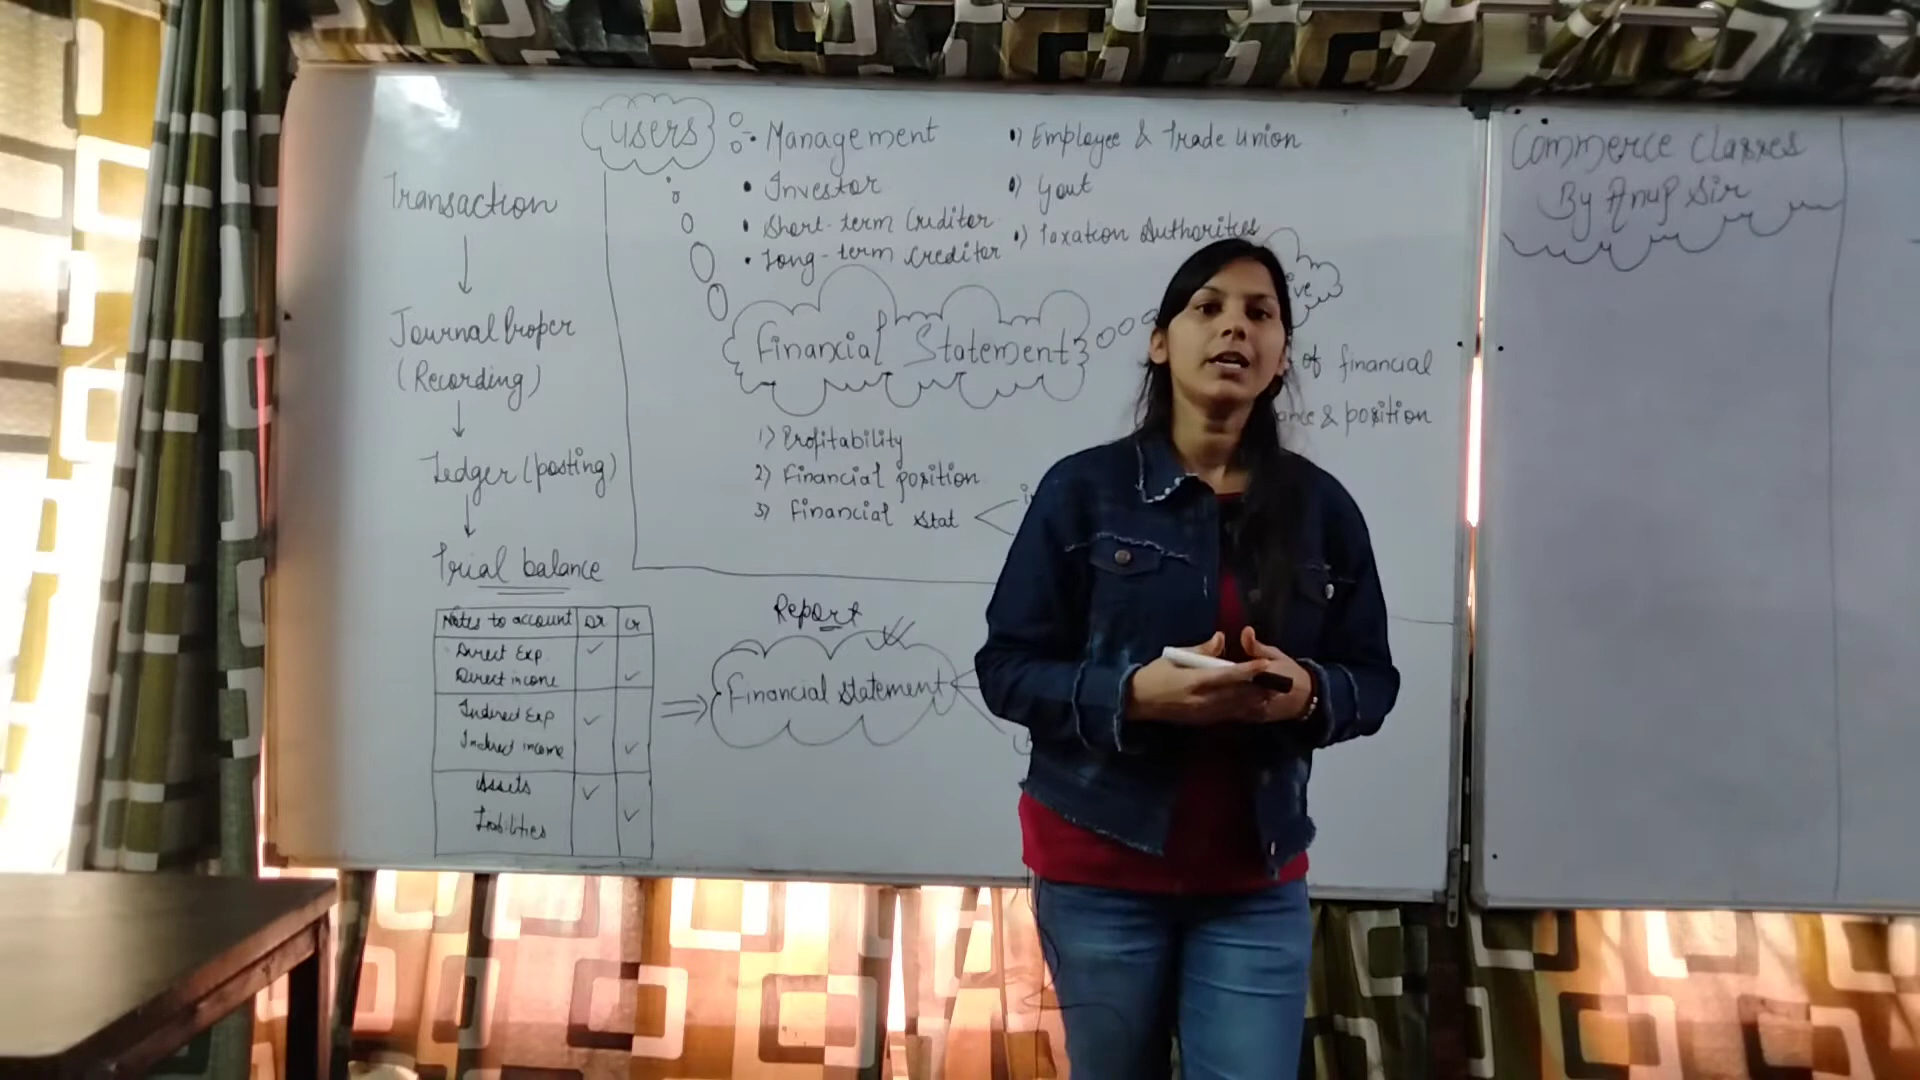 Transaction
Journal Proper
(Recording)
Ledger (posting)
Trial balance
Notes to account Dr Cr
Direct Exp ✓
Direct income ✓
Indirect Exp ✓
Indirect income ✓
Assets ✓
Liabilities ✓
users
• Management
• Investor
• Short-term Creditor
• Long-term Creditor
•) Employee & Trade union
•) Govt
•) Taxation Authorities
Financial Statement
of financial
& position
1) Profitability
2) Financial position
3) Financial stat
Report
Financial statement
Commerce Classes
By Anup Sir